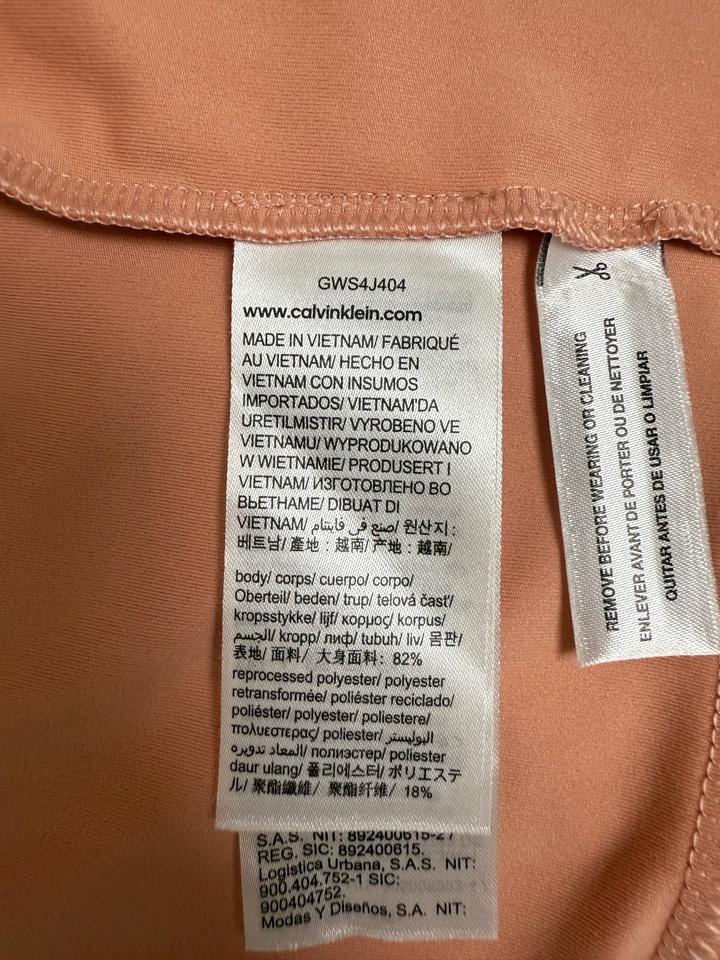 GWS4J404
www.calvinklein.com
MADE IN VIETNAM/ FABRIQUÉ
AU VIETNAM/ HECHO EN
VIETNAM CON INSUMOS
IMPORTADOS/ VIETNAM'DA
URETILMISTIR/ VYROBENO VE
VIETNAMU/ WYPRODUKOWANO
W WIETNAMIE/ PRODUSERT I
VIETNAM/ ИЗГОТОВЛЕНО ВО
ВЬЕТНАМЕ/ DIBUAT DI
VIETNAM/ صنع في فايتنام/ 원산지 :
베트남/ 產地 : 越南/ 产地 : 越南/
body/ corps/ cuerpo/ corpo/
Oberteil/ beden/ trup/ telová časť/
kropsstykke/ lijf/ κορμος/ korpus/
الجسم/ kropp/ лиф/ tubuh/ liv/ 몸판/
表地/ 面料/ 大身面料: 82%
reprocessed polyester/ polyester
retransformée/ poliéster reciclado/
poliéster/ polyester/ poliestere/
πολυεστερας/ poliester/ البوليستر
المعاد تدويره/ полиэстер/ poliester
daur ulang/ 폴리에스터/ ポリエステ
ル/ 聚酯纖維/ 聚酯纤维/ 18%
S.A.S. NIT: 892400615-27
REG. SIC: 892400615.
Logistica Urbana, S.A.S. NIT:
900.404.752-1 SIC:
900404752.
Modas Y Diseños, S.A. NIT:
REMOVE BEFORE WEARING OR CLEANING
ENLEVER AVANT DE PORTER OU DE NETTOYER
QUITAR ANTES DE USAR O LIMPIAR